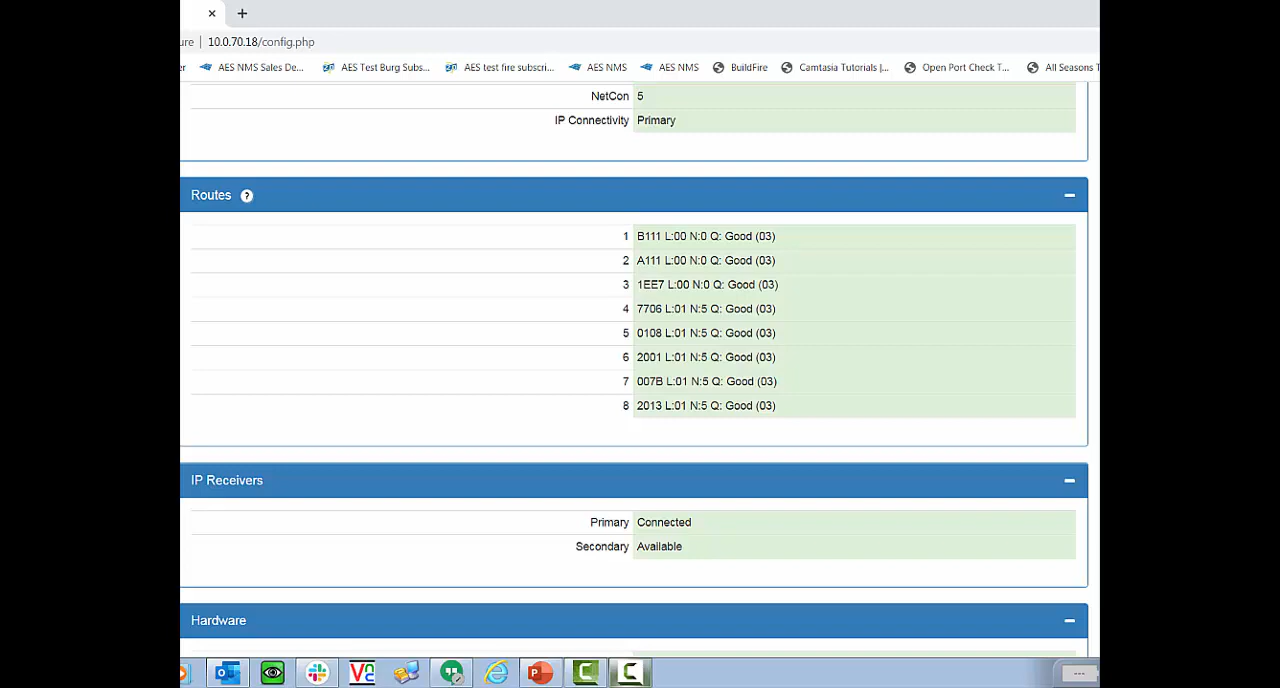 ure | 10.0.70.18/config.php
er AES NMS Sales De... AES Test Burg Subs... AES test fire subscri... AES NMS AES NMS BuildFire Camtasia Tutorials |... Open Port Check T... All Seasons T
NetCon 5
IP Connectivity Primary
Routes ?
1 B111 L:00 N:0 Q: Good (03)
2 A111 L:00 N:0 Q: Good (03)
3 1EE7 L:00 N:0 Q: Good (03)
4 7706 L:01 N:5 Q: Good (03)
5 0108 L:01 N:5 Q: Good (03)
6 2001 L:01 N:5 Q: Good (03)
7 007B L:01 N:5 Q: Good (03)
8 2013 L:01 N:5 Q: Good (03)
IP Receivers
Primary Connected
Secondary Available
Hardware